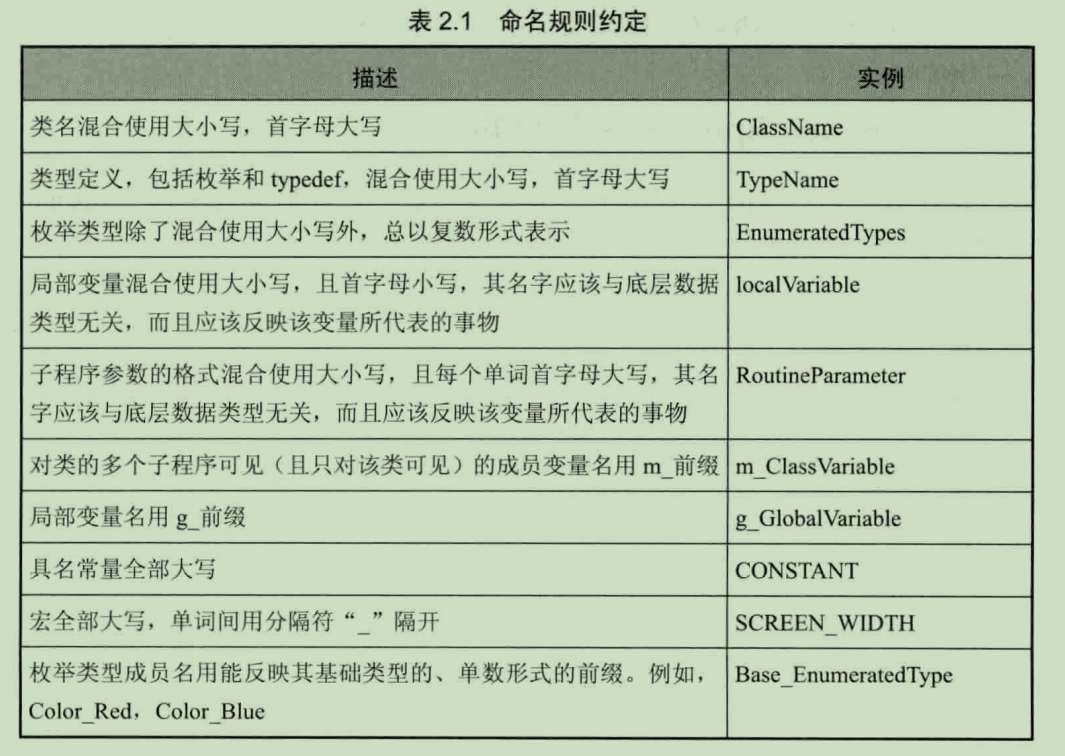 表 2.1 命名规则约定
描述 实例
类名混合使用大小写，首字母大写 ClassName
类型定义，包括枚举和 typedef，混合使用大小写，首字母大写 TypeName
枚举类型除了混合使用大小写外，总以复数形式表示 EnumeratedTypes
局部变量混合使用大小写，且首字母小写，其名字应该与底层数据 localVariable
类型无关，而且应该反映该变量所代表的事物
子程序参数的格式混合使用大小写，且每个单词首字母大写，其名 RoutineParameter
字应该与底层数据类型无关，而且应该反映该变量所代表的事物
对类的多个子程序可见（且只对该类可见）的成员变量名用 m_前缀 m_ClassVariable
局部变量名用 g_前缀 g_GlobalVariable
具名常量全部大写 CONSTANT
宏全部大写，单词间用分隔符“_”隔开 SCREEN_WIDTH
枚举类型成员名用能反映其基础类型的、单数形式的前缀。例如， Base_EnumeratedType
Color_Red，Color_Blue